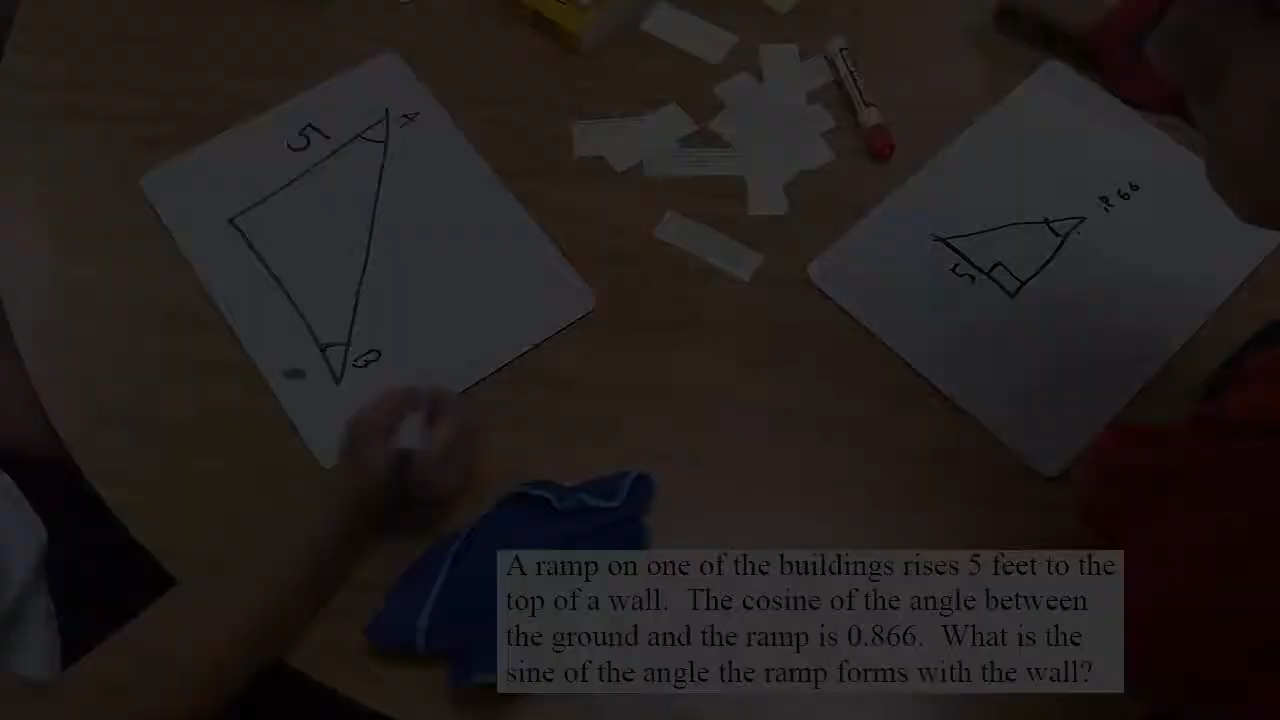 5
A
B
5
A ramp on one of the buildings rises 5 feet to the
top of a wall. The cosine of the angle between
the ground and the ramp is 0.866. What is the
sine of the angle the ramp forms with the wall?